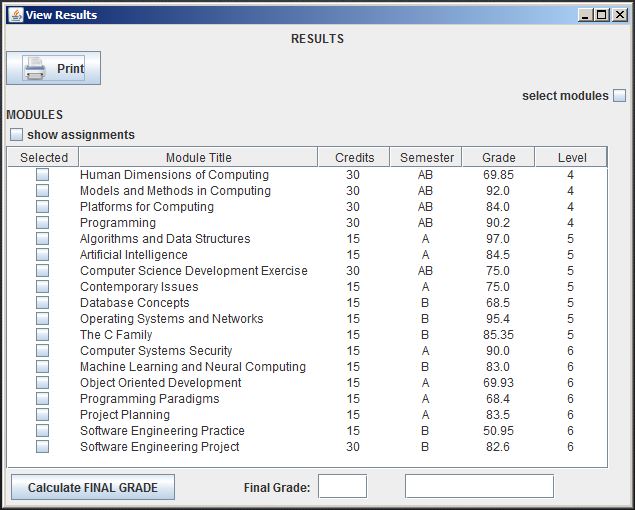 View Results
RESULTS
Print
select modules
MODULES
show assignments
Selected Module Title Credits Semester Grade Level
Human Dimensions of Computing 30 AB 69.85 4
Models and Methods in Computing 30 AB 92.0 4
Platforms for Computing 30 AB 84.0 4
Programming 30 AB 90.2 4
Algorithms and Data Structures 15 A 97.0 5
Artificial Intelligence 15 A 84.5 5
Computer Science Development Exercise 30 AB 75.0 5
Contemporary Issues 15 A 75.0 5
Database Concepts 15 B 68.5 5
Operating Systems and Networks 15 B 95.4 5
The C Family 15 B 85.35 5
Computer Systems Security 15 A 90.0 6
Machine Learning and Neural Computing 15 B 83.0 6
Object Oriented Development 15 A 69.93 6
Programming Paradigms 15 A 68.4 6
Project Planning 15 A 83.5 6
Software Engineering Practice 15 B 50.95 6
Software Engineering Project 30 B 82.6 6
Calculate FINAL GRADE Final Grade: